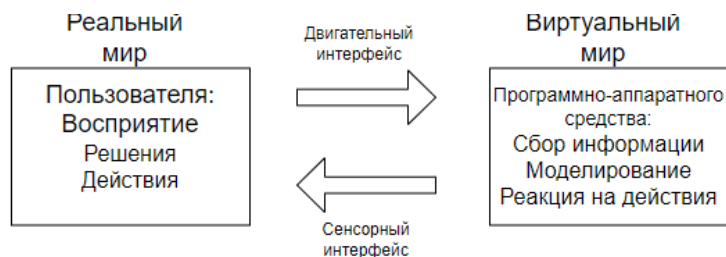 Реальный
мир
Пользователя:
Восприятие
Решения
Действия
Двигательный
интерфейс
Сенсорный
интерфейс
Виртуальный
мир
Программно-аппаратного
средства:
Сбор информации
Моделирование
Реакция на действия